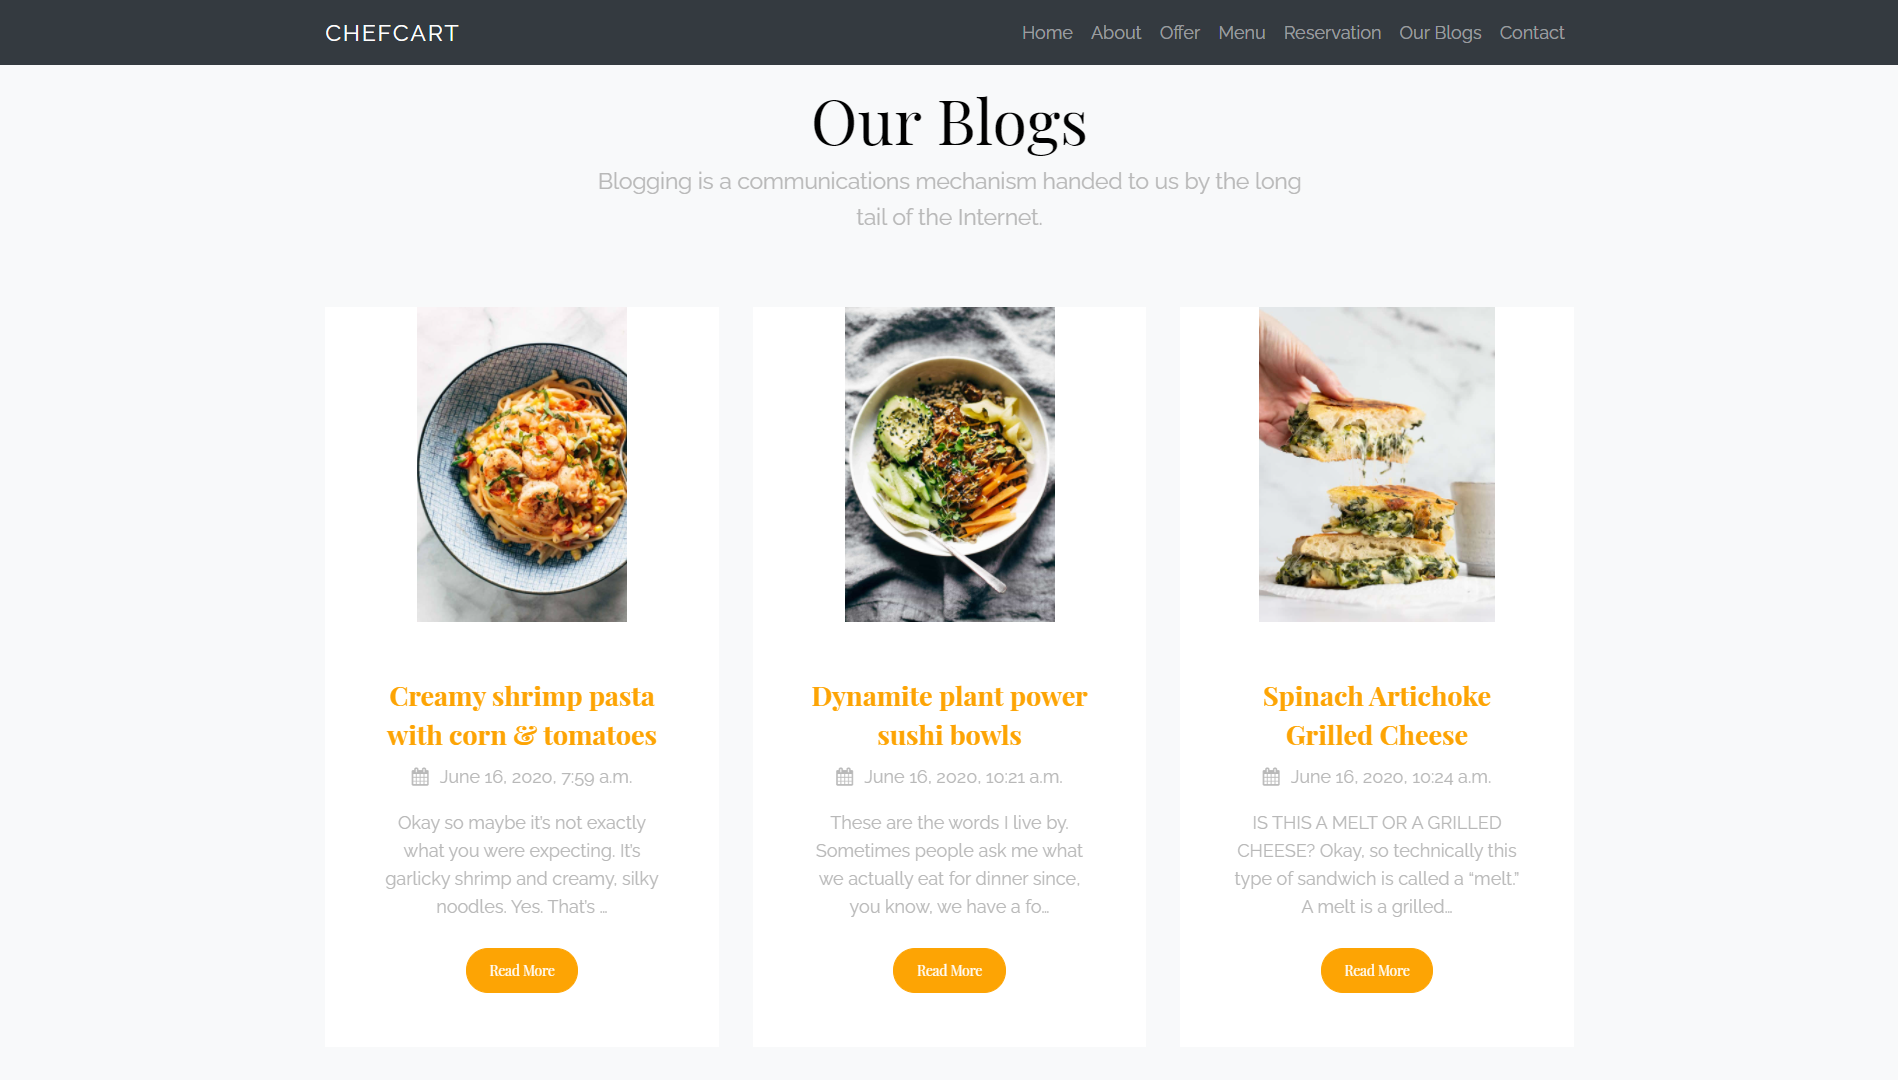 CHEFCART
Home About Offer Menu Reservation Our Blogs Contact
Our Blogs
Blogging is a communications mechanism handed to us by the long
tail of the Internet.
Creamy shrimp pasta
with corn & tomatoes
June 16, 2020, 7:59 a.m.
Okay so maybe it’s not exactly
what you were expecting. It’s
garlicky shrimp and creamy, silky
noodles. Yes. That’s ...
Read More
Dynamite plant power
sushi bowls
June 16, 2020, 10:21 a.m.
These are the words I live by.
Sometimes people ask me what
we actually eat for dinner since,
you know, we have a fo...
Read More
Spinach Artichoke
Grilled Cheese
June 16, 2020, 10:24 a.m.
IS THIS A MELT OR A GRILLED
CHEESE? Okay, so technically this
type of sandwich is called a “melt.”
A melt is a grilled...
Read More